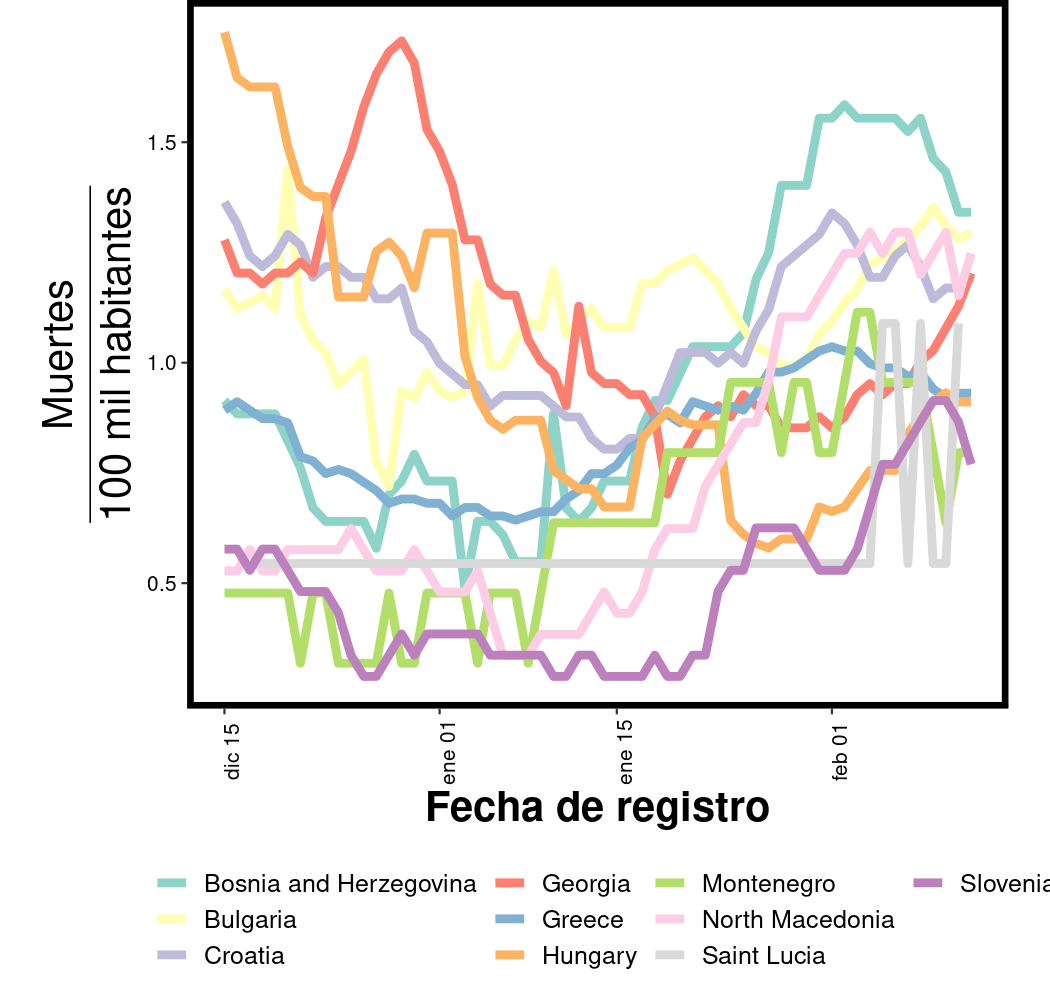 Muertes
100 mil habitantes
1.5
1.0
0.5
dic 15
ene 01
ene 15
feb 01
Fecha de registro
Bosnia and Herzegovina
Georgia
Montenegro
Slovenia
Bulgaria
Greece
North Macedonia
Croatia
Hungary
Saint Lucia